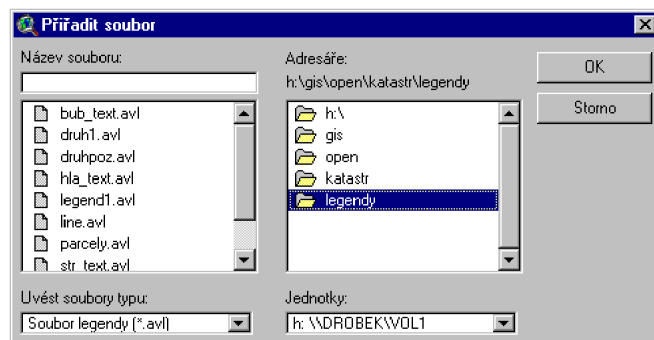 Přiřadit soubor
Název souboru:
bub_text.avl
druh1.avl
druhpoz.avl
hla_text.avl
legend1.avl
line.avl
parcely.avl
str_text.avl
Uvést soubory typu:
Soubor legendy (*.avl)
Adresáře:
h:\gis\open\katastr\legendy
h:\
gis
open
katastr
legendy
Jednotky:
h: \\DROBEK\VOL1
OK
Storno